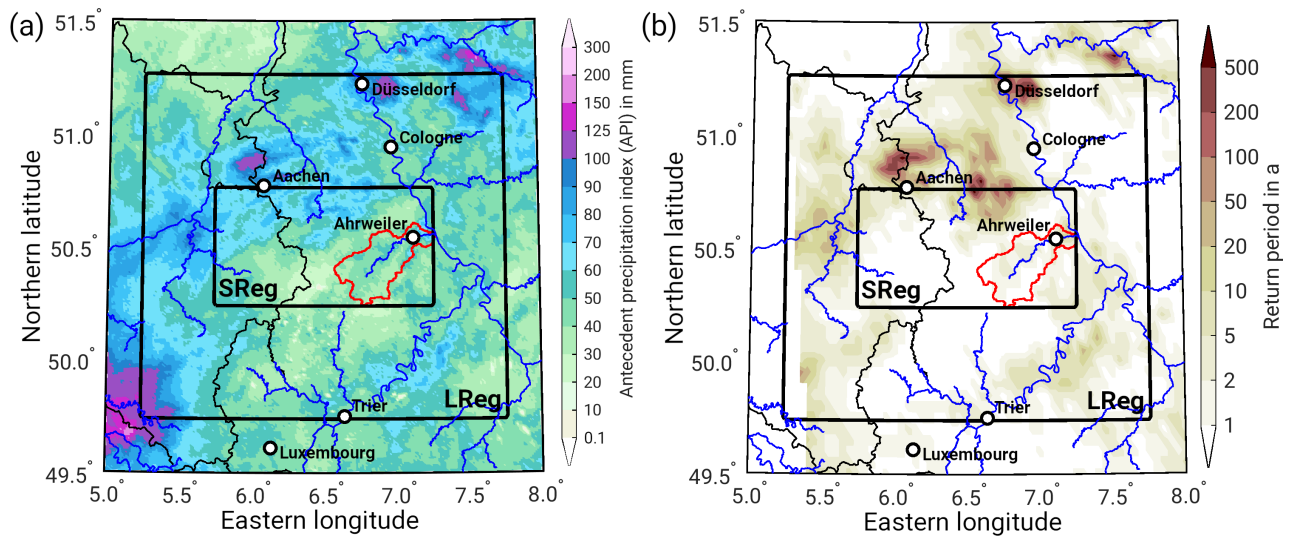 (a)
51.5°
51.0°
50.5°
50.0°
49.5°
Northern latitude
5.0° 5.5° 6.0° 6.5° 7.0° 7.5° 8.0°
Eastern longitude
Düsseldorf
Cologne
Aachen
Ahrweiler
SReg
LReg
Trier
Luxembourg
300
200
150
125
100
90
80
70
60
50
40
30
20
10
0.1
Antecedent precipitation index (API) in mm
(b)
51.5°
51.0°
50.5°
50.0°
49.5°
Northern latitude
5.0° 5.5° 6.0° 6.5° 7.0° 7.5° 8.0°
Eastern longitude
Düsseldorf
Cologne
Aachen
Ahrweiler
SReg
LReg
Trier
Luxembourg
500
200
100
50
20
10
5
2
1
Return period in a